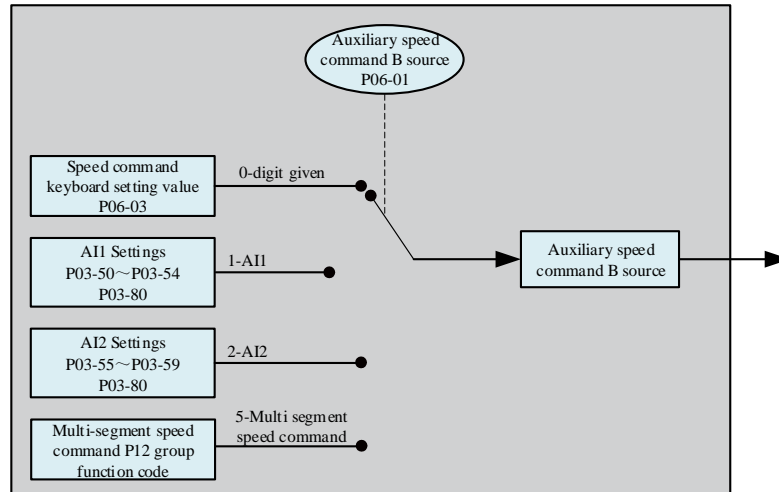 Auxiliary speed
command B source
P06-01
Speed command
keyboard setting value
P06-03
0-digit given
AI1 Settings
P03-50～P03-54
P03-80
1-AI1
Auxiliary speed
command B source
AI2 Settings
P03-55～P03-59
P03-80
2-AI2
Multi-segment speed
command P12 group
function code
5-Multi segment
speed command